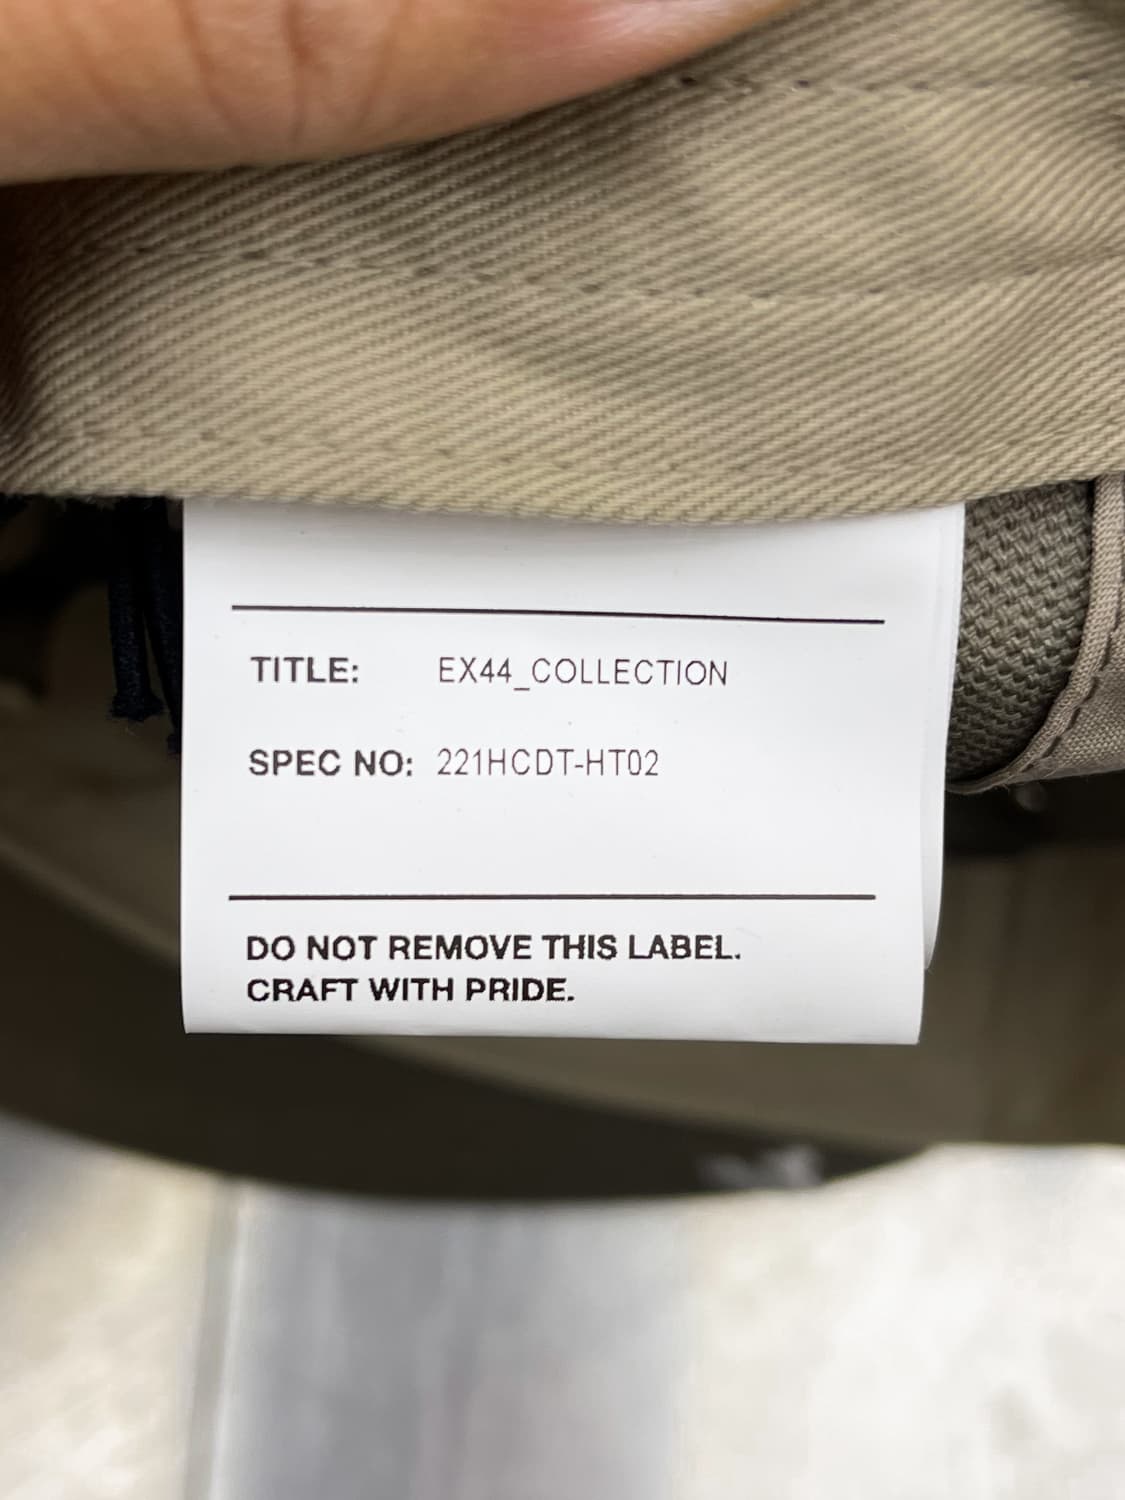 TITLE: EX44_COLLECTION
SPEC NO: 221HCDT-HT02
DO NOT REMOVE THIS LABEL.
CRAFT WITH PRIDE.